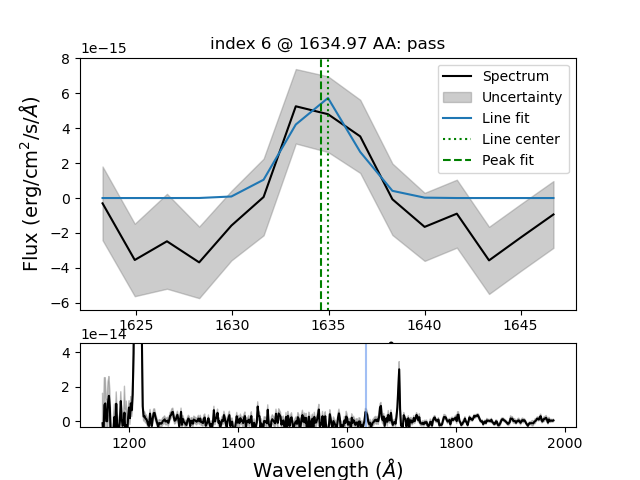 index 6 @ 1634.97 AA: pass
1e−15
8
6
4
2
0
−2
−4
−6
Flux (erg/cm²/s/Å)
Spectrum
Uncertainty
Line fit
Line center
Peak fit
1625 1630 1635 1640 1645
1e−14
4
2
0
1200 1400 1600 1800 2000
Wavelength (Å)